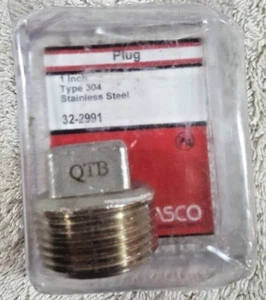 Plug
1 Inch
Type 304
Stainless Steel
32-2991
QTB
ASCO